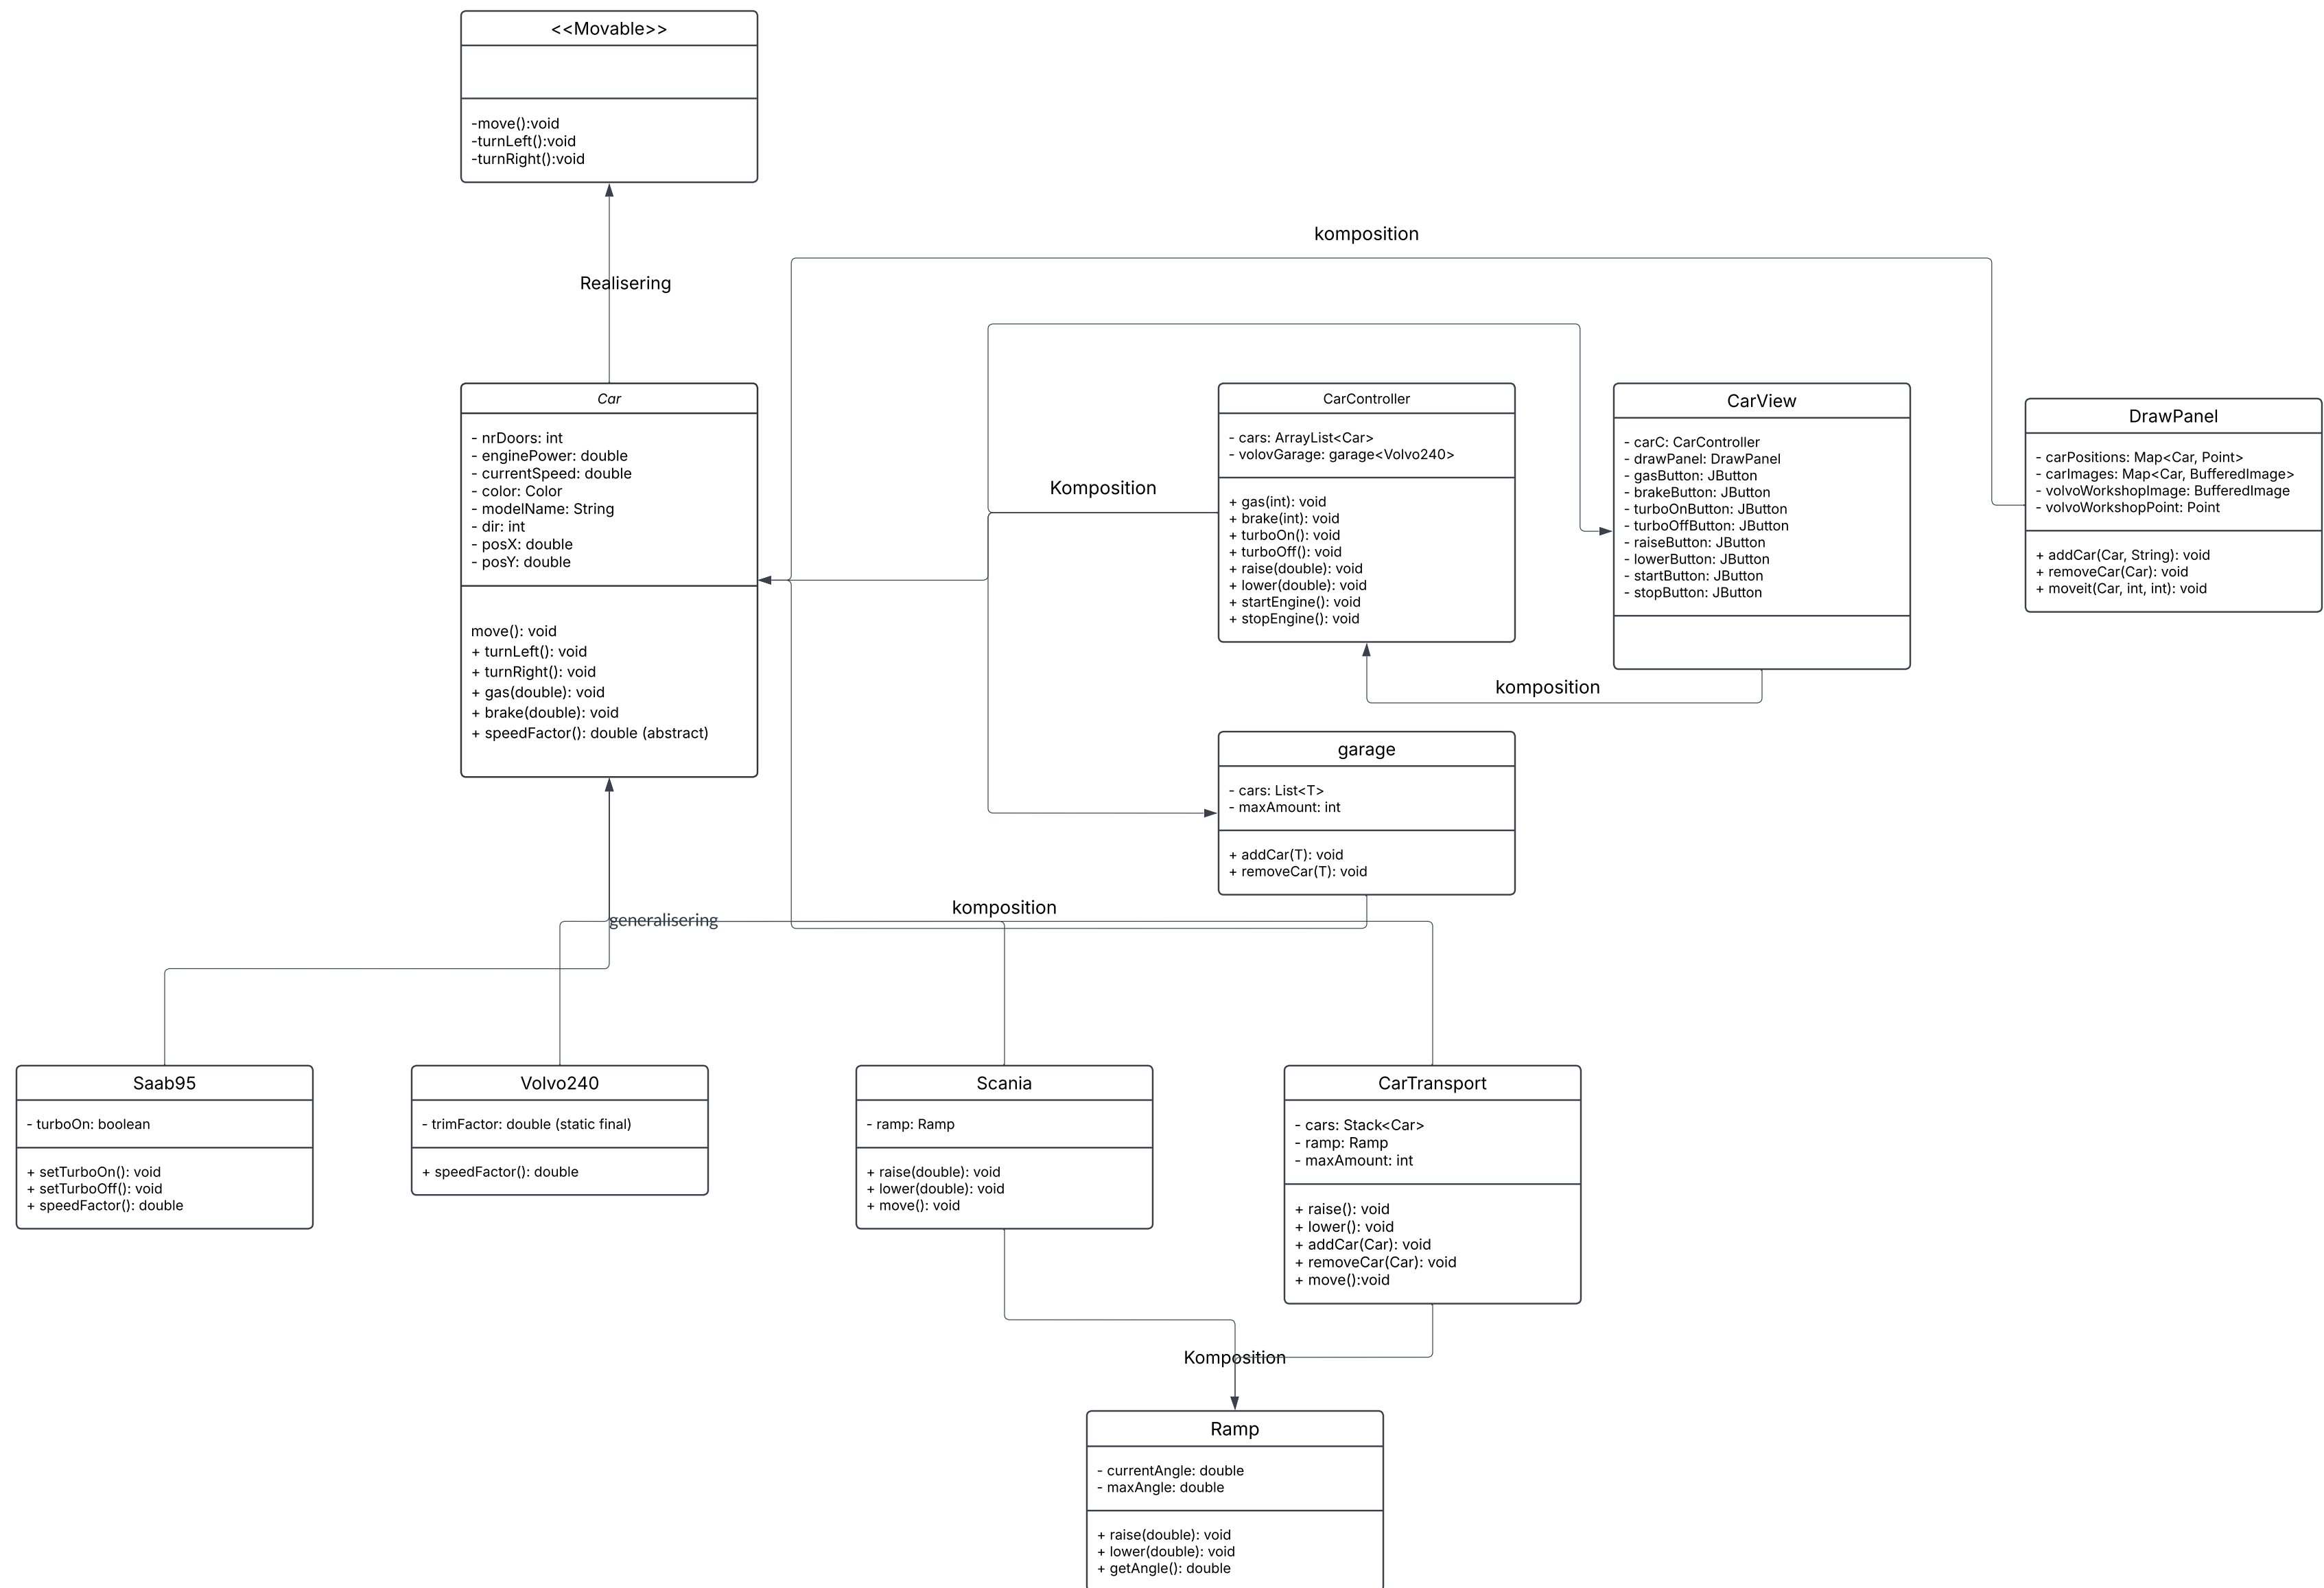 <<Movable>>
-move():void
-turnLeft():void
-turnRight():void
komposition
Realisering
Car
- nrDoors: int
- enginePower: double
- currentSpeed: double
- color: Color
- modelName: String
- dir: int
- posX: double
- posY: double
move(): void
+ turnLeft(): void
+ turnRight(): void
+ gas(double): void
+ brake(double): void
+ speedFactor(): double (abstract)
Komposition
CarController
- cars: ArrayList<Car>
- volovGarage: garage<Volvo240>
+ gas(int): void
+ brake(int): void
+ turboOn(): void
+ turboOff(): void
+ raise(double): void
+ lower(double): void
+ startEngine(): void
+ stopEngine(): void
CarView
- carC: CarController
- drawPanel: DrawPanel
- gasButton: JButton
- brakeButton: JButton
- turboOnButton: JButton
- turboOffButton: JButton
- raiseButton: JButton
- lowerButton: JButton
- startButton: JButton
- stopButton: JButton
DrawPanel
- carPositions: Map<Car, Point>
- carImages: Map<Car, BufferedImage>
- volvoWorkshopImage: BufferedImage
- volvoWorkshopPoint: Point
+ addCar(Car, String): void
+ removeCar(Car): void
+ moveit(Car, int, int): void
komposition
garage
- cars: List<T>
- maxAmount: int
+ addCar(T): void
+ removeCar(T): void
generalisering
komposition
Saab95
- turboOn: boolean
+ setTurboOn(): void
+ setTurboOff(): void
+ speedFactor(): double
Volvo240
- trimFactor: double (static final)
+ speedFactor(): double
Scania
- ramp: Ramp
+ raise(double): void
+ lower(double): void
+ move(): void
CarTransport
- cars: Stack<Car>
- ramp: Ramp
- maxAmount: int
+ raise(): void
+ lower(): void
+ addCar(Car): void
+ removeCar(Car): void
+ move():void
Komposition
Ramp
- currentAngle: double
- maxAngle: double
+ raise(double): void
+ lower(double): void
+ getAngle(): double